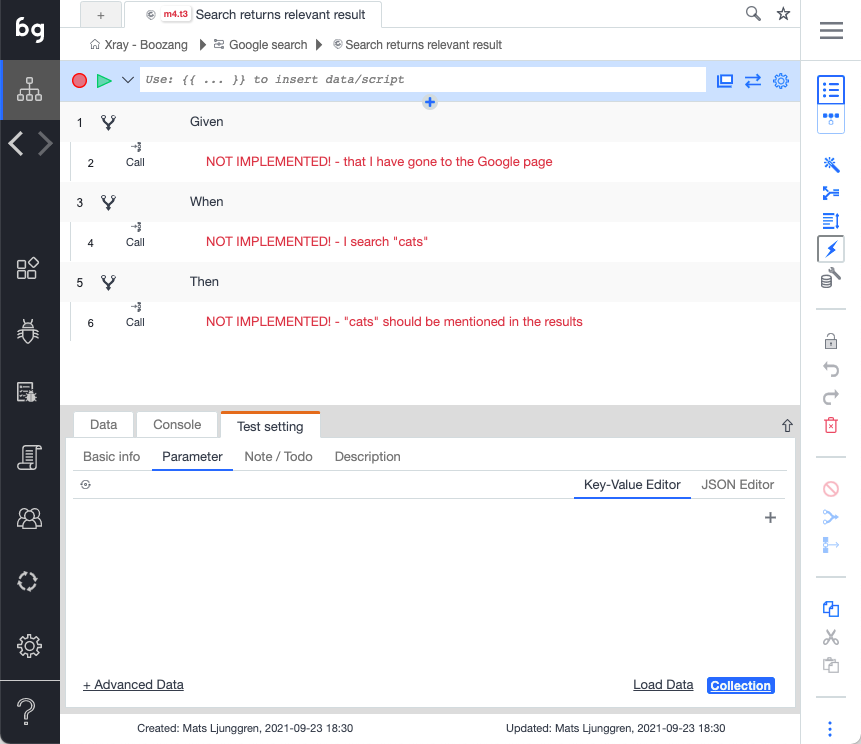 bg
+ m4.t3 Search returns relevant result
Xray - Boozang Google search Search returns relevant result
Use: {{ ... }} to insert data/script
1 Given
2 Call NOT IMPLEMENTED! - that I have gone to the Google page
3 When
4 Call NOT IMPLEMENTED! - I search "cats"
5 Then
6 Call NOT IMPLEMENTED! - "cats" should be mentioned in the results
Data Console Test setting
Basic info Parameter Note / Todo Description
Key-Value Editor JSON Editor
+
+ Advanced Data Load Data Collection
Created: Mats Ljunggren, 2021-09-23 18:30 Updated: Mats Ljunggren, 2021-09-23 18:30